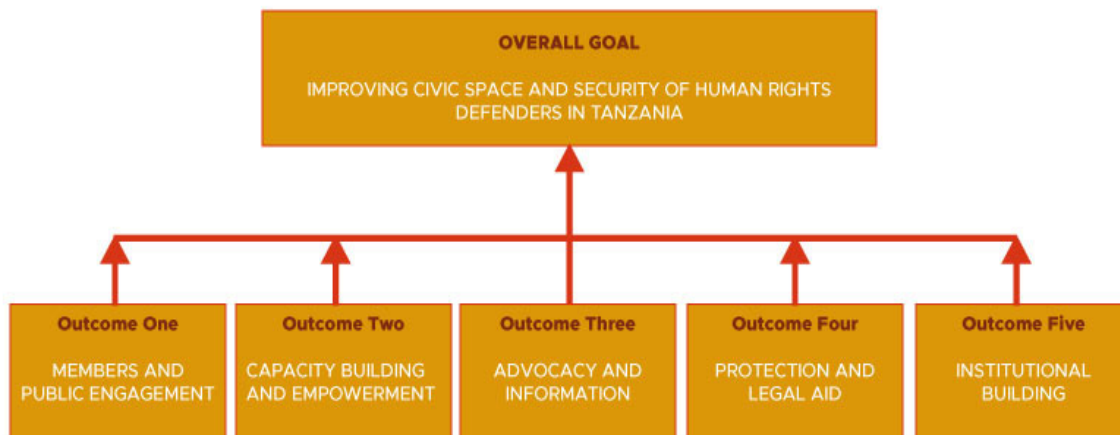 OVERALL GOAL
IMPROVING CIVIC SPACE AND SECURITY OF HUMAN RIGHTS
DEFENDERS IN TANZANIA
Outcome One
MEMBERS AND
PUBLIC ENGAGEMENT
Outcome Two
CAPACITY BUILDING
AND EMPOWERMENT
Outcome Three
ADVOCACY AND
INFORMATION
Outcome Four
PROTECTION AND
LEGAL AID
Outcome Five
INSTITUTIONAL
BUILDING